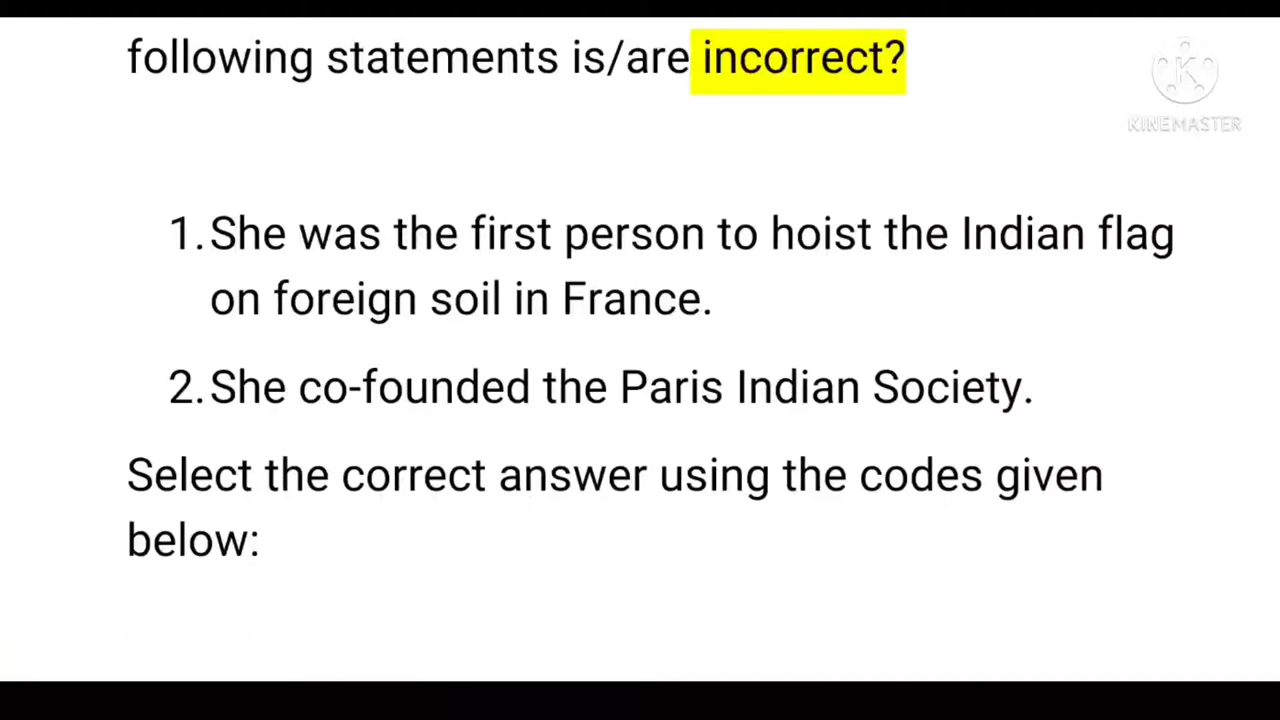 following statements is/are incorrect?
KINEMASTER
1. She was the first person to hoist the Indian flag
on foreign soil in France.
2. She co-founded the Paris Indian Society.
Select the correct answer using the codes given
below: